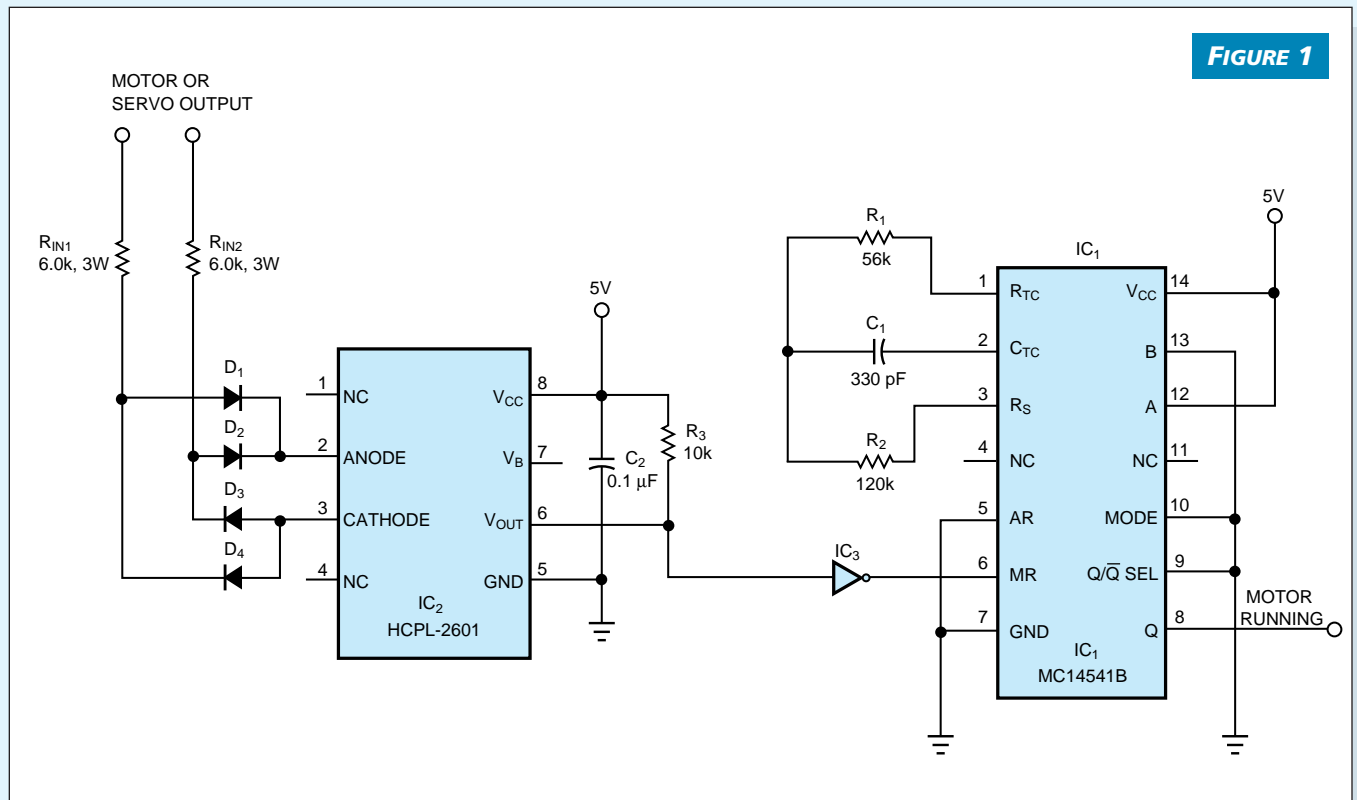 FIGURE 1
MOTOR OR
SERVO OUTPUT
R_IN1
6.0k, 3W
R_IN2
6.0k, 3W
D1
D2
D3
D4
1
NC
2
ANODE
3
CATHODE
4
NC
VCC
8
VB
7
VOUT
6
GND
5
IC2
HCPL-2601
5V
C2
0.1 µF
R3
10k
IC3
R1
56k
C1
330 pF
R2
120k
IC1
1
RTC
2
CTC
3
RS
4
NC
5
AR
6
MR
7
GND
VCC
14
B
13
A
12
NC
11
MODE
10
Q/Q̅ SEL
9
Q
8
IC1
MC14541B
5V
MOTOR
RUNNING